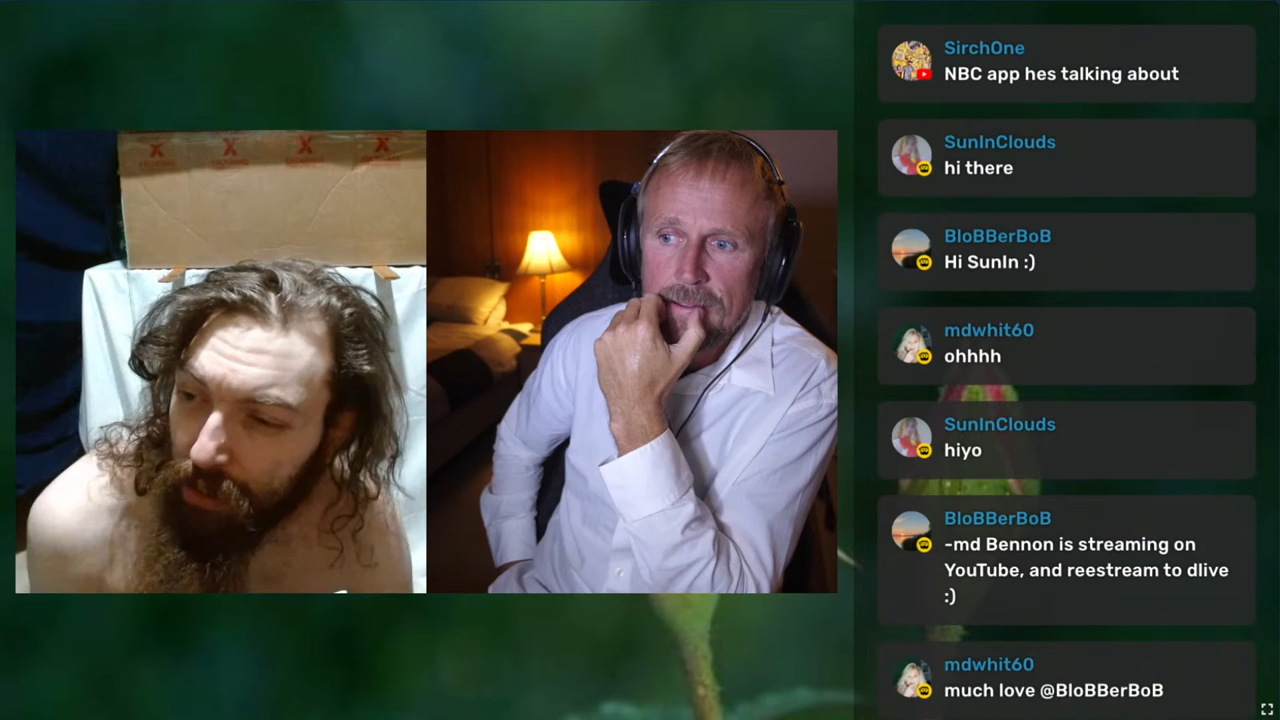 SirchOne
NBC app hes talking about
SunInClouds
hi there
BloBBerBoB
Hi SunIn :)
mdwhit60
ohhhh
SunInClouds
hiyo
BloBBerBoB
-md Bennon is streaming on
YouTube, and reestream to dlive
:)
mdwhit60
much love @BloBBerBoB